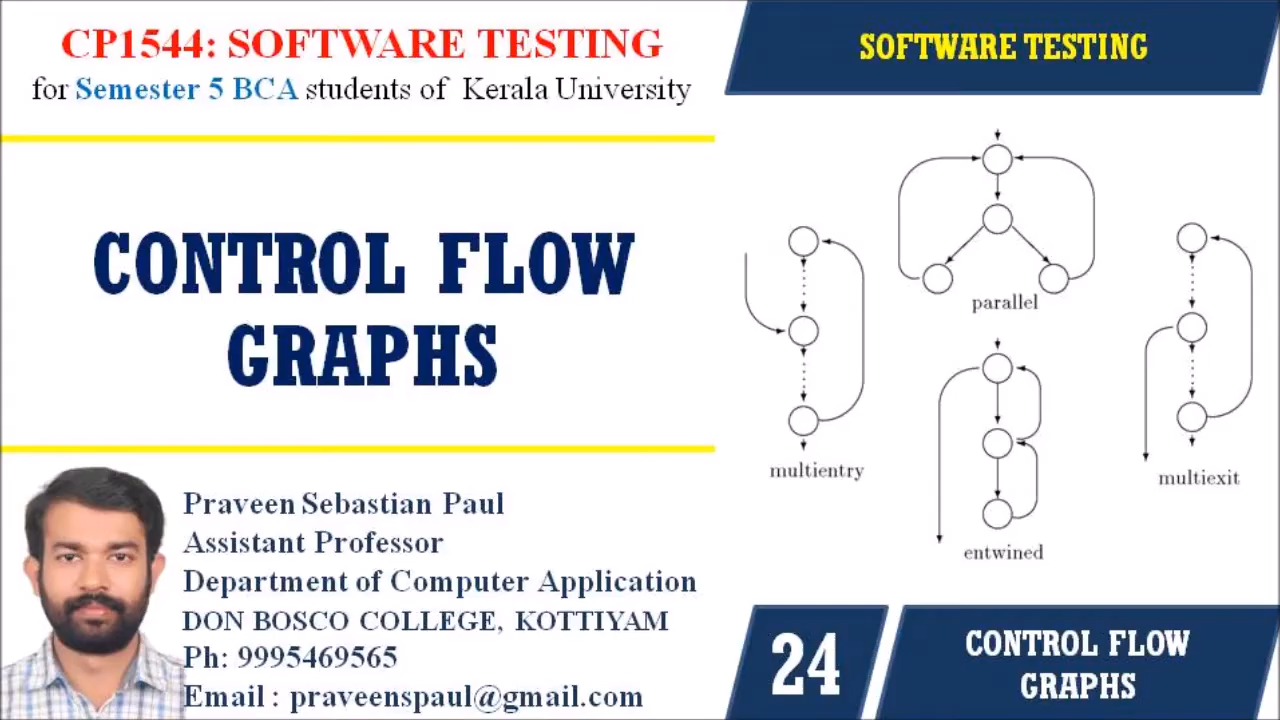 CP1544: SOFTWARE TESTING
for Semester 5 BCA students of Kerala University
CONTROL FLOW
GRAPHS
Praveen Sebastian Paul
Assistant Professor
Department of Computer Application
DON BOSCO COLLEGE, KOTTIYAM
Ph: 9995469565
Email : praveenspaul@gmail.com
SOFTWARE TESTING
parallel
multientry
multiexit
entwined
24
CONTROL FLOW
GRAPHS